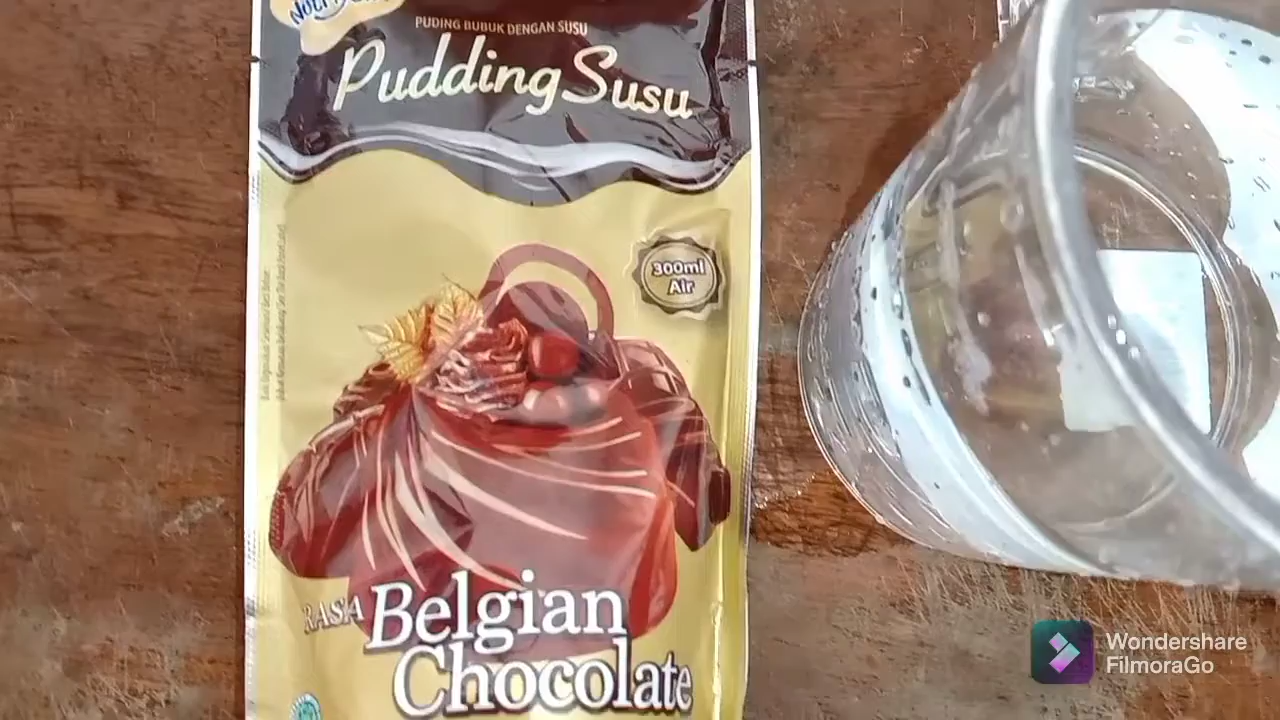 PUDING BUBUK DENGAN SUSU
Pudding Susu
300ml
Air
RASA Belgian
Chocolate
Wondershare
FilmoraGo